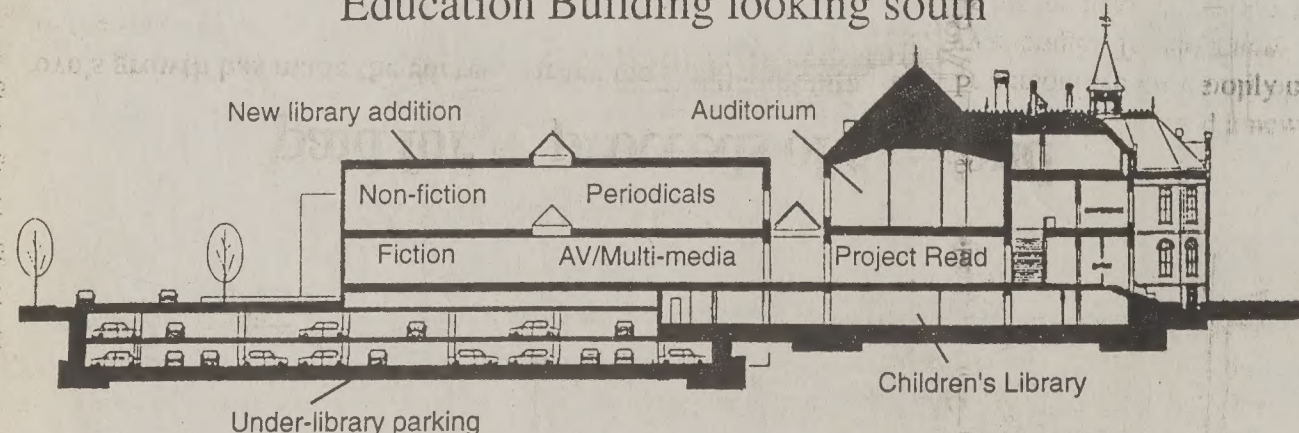 Education Building looking south
New library addition
Auditorium
Non-fiction
Periodicals
Fiction
AV/Multi-media
Project Read
Children's Library
Under-library parking